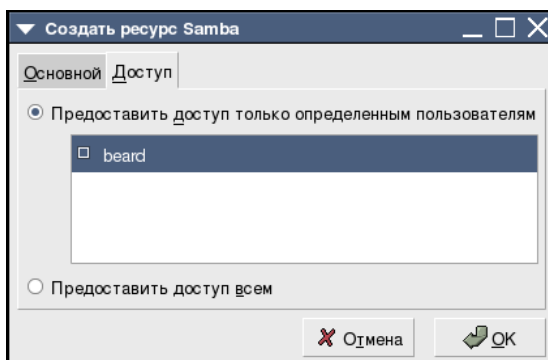 Создать ресурс Samba
Основной Доступ
Предоставить доступ только определенным пользователям
beard
Предоставить доступ всем
Отмена OK